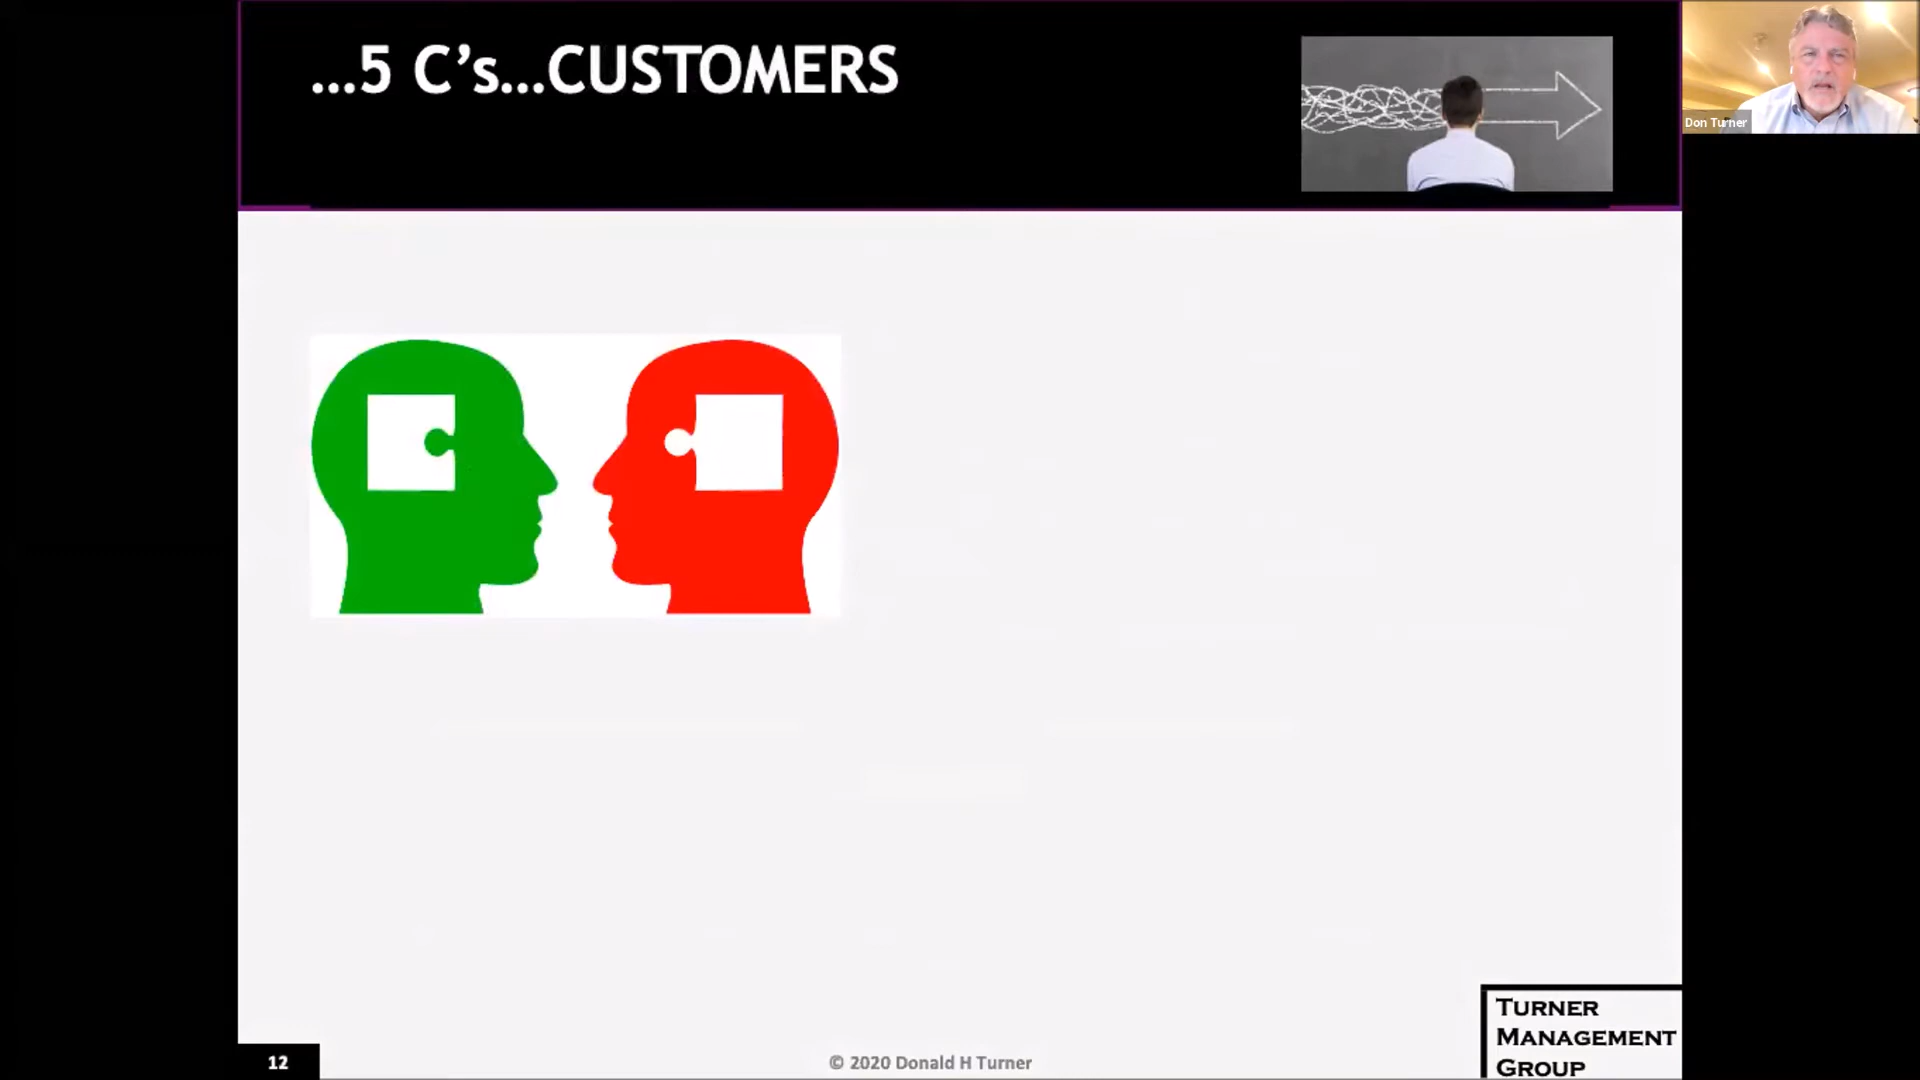 ...5 C’s...CUSTOMERS
Don Turner
12
© 2020 Donald H Turner
TURNER
MANAGEMENT
GROUP